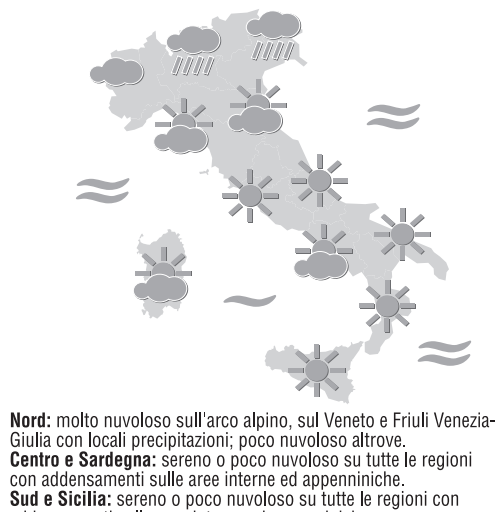 Nord: molto nuvoloso sull'arco alpino, sul Veneto e Friuli Venezia-
Giulia con locali precipitazioni; poco nuvoloso altrove.
Centro e Sardegna: sereno o poco nuvoloso su tutte le regioni
con addensamenti sulle aree interne ed appenniniche.
Sud e Sicilia: sereno o poco nuvoloso su tutte le regioni con